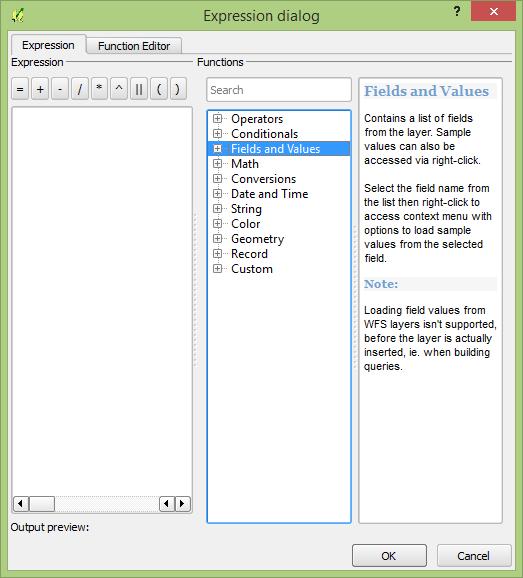 Expression dialog
?
Expression
Function Editor
Expression
Functions
= + - / * ^ || ( )
Search
Operators
Conditionals
Fields and Values
Math
Conversions
Date and Time
String
Color
Geometry
Record
Custom
Fields and Values
Contains a list of fields
from the layer. Sample
values can also be
accessed via right-click.
Select the field name from
the list then right-click to
access context menu with
options to load sample
values from the selected
field.
Note:
Loading field values from
WFS layers isn't supported,
before the layer is actually
inserted, ie. when building
queries.
Output preview:
OK
Cancel